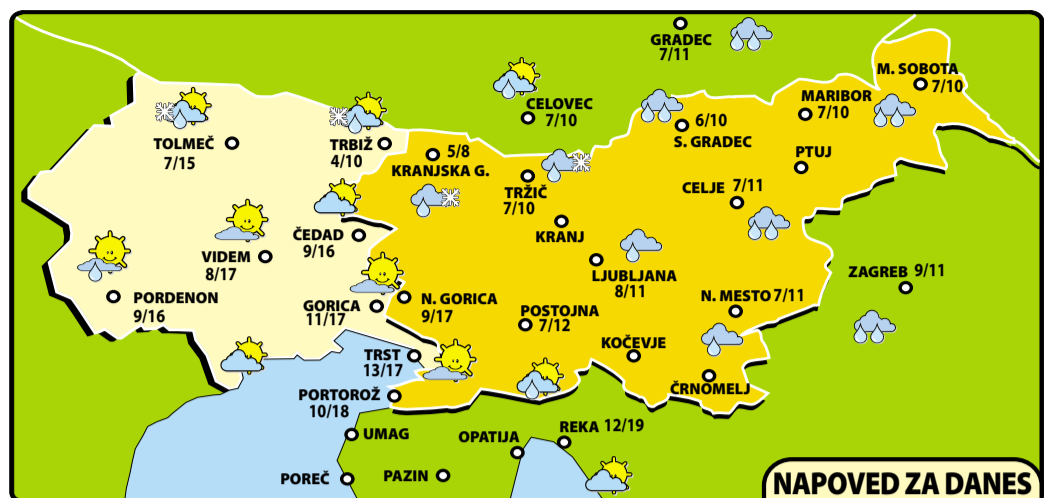 GRADEC
7/11
M. SOBOTA
7/10
CELOVEC
7/10
MARIBOR
7/10
6/10
S. GRADEC
TOLMEČ
7/15
TRBIŽ
4/10
5/8
KRANJSKA G.
PTUJ
TRŽIČ
7/10
CELJE 7/11
KRANJ
ČEDAD
9/16
VIDEM
8/17
LJUBLJANA
8/11
ZAGREB 9/11
PORDENON
9/16
GORICA
11/17
N. GORICA
9/17
POSTOJNA
7/12
N. MESTO 7/11
KOČEVJE
TRST
13/17
ČRNOMELJ
PORTOROŽ
10/18
UMAG
OPATIJA
REKA 12/19
POREČ
PAZIN
NAPOVED ZA DANES